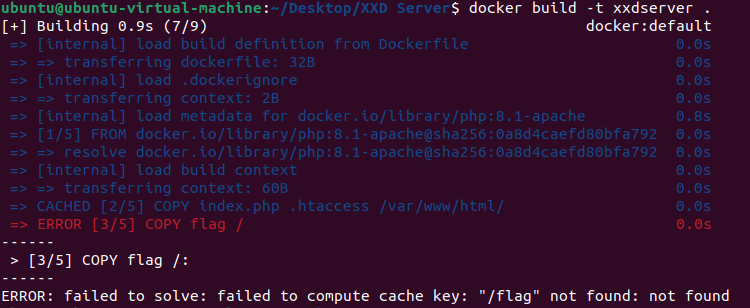 ubuntu@ubuntu-virtual-machine:~/Desktop/XXD Server$ docker build -t xxdserver .
[+] Building 0.9s (7/9) docker:default
=> [internal] load build definition from Dockerfile 0.0s
=> => transferring dockerfile: 32B 0.0s
=> [internal] load .dockerignore 0.0s
=> => transferring context: 2B 0.0s
=> [internal] load metadata for docker.io/library/php:8.1-apache 0.8s
=> [1/5] FROM docker.io/library/php:8.1-apache@sha256:0a8d4caefd80bfa792 0.0s
=> => resolve docker.io/library/php:8.1-apache@sha256:0a8d4caefd80bfa792 0.0s
=> [internal] load build context 0.0s
=> => transferring context: 60B 0.0s
=> CACHED [2/5] COPY index.php .htaccess /var/www/html/ 0.0s
=> ERROR [3/5] COPY flag / 0.0s
------
> [3/5] COPY flag /:
------
ERROR: failed to solve: failed to compute cache key: "/flag" not found: not found